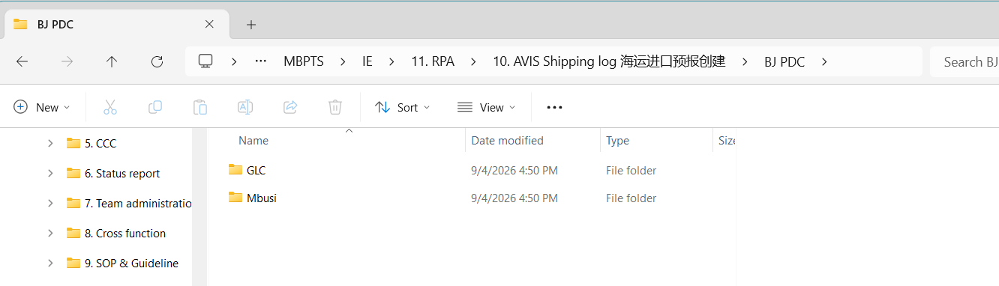 BJ PDC
MBPTS IE 11. RPA 10. AVIS Shipping log 海运进口预报创建 BJ PDC
Search BJ
New
Sort
View
5. CCC
6. Status report
7. Team administratio
8. Cross function
9. SOP & Guideline
Name Date modified Type Size
GLC 9/4/2026 4:50 PM File folder
Mbusi 9/4/2026 4:50 PM File folder